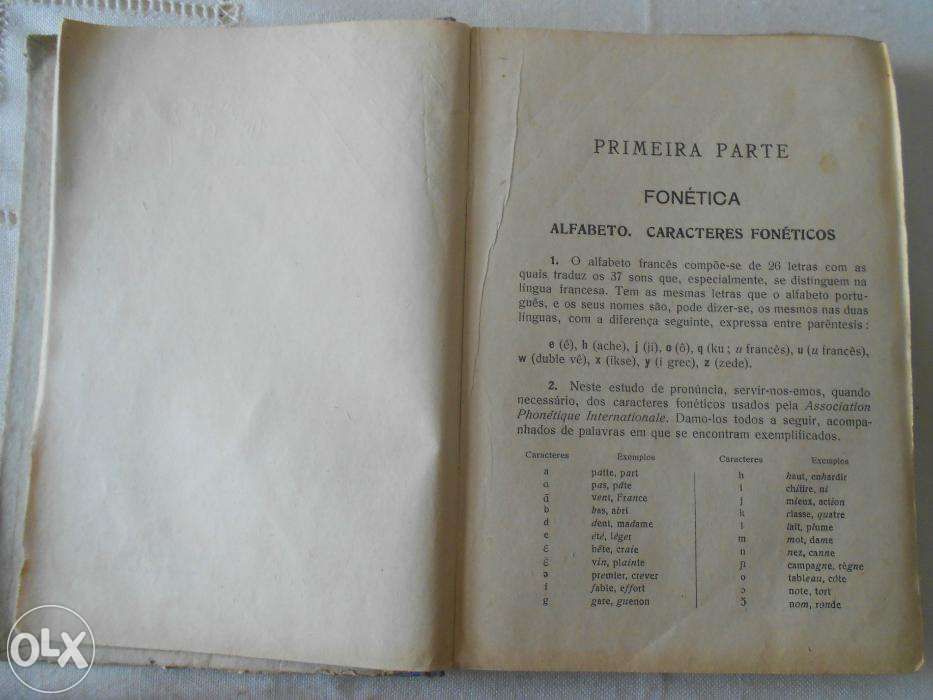 PRIMEIRA PARTE
FONÉTICA
ALFABETO. CARACTERES FONÉTICOS
1. O alfabeto francês compõe-se de 26 letras com as
quais traduz os 37 sons que, especialmente, se distinguem na
língua francesa. Tem as mesmas letras que o alfabeto portu-
guês, e os seus nomes são, pode dizer-se, os mesmos nas duas
línguas, com a diferença seguinte, expressa entre parêntesis:
e (ê), h (ache), j (ji), o (ô), q (ku; u francês), u (u francês),
w (duble vê), x (ikse), y (i grec), z (zede).
2. Neste estudo de pronúncia, servir-nos-emos, quando
necessário, dos caracteres fonéticos usados pela Association
Phonétique Internationale. Damo-los todos a seguir, acompa-
nhados de palavras em que se encontram exemplificados.
Caracteres Exemplos
a patte, part
ɑ pas, pâte
ɑ̃ vent, France
b bas, abri
d dent, madame
e été, léger
ɛ bête, craie
ɛ̃ vin, plainte
ə premier, crever
f fable, effort
g gare, guenon
Caracteres Exemplos
h haut, enhardir
i chiffre, ni
j mieux, action
k classe, quatre
l lait, plume
m mot, dame
n nez, canne
ɲ campagne, règne
o tableau, côte
ɔ note, tort
ɔ̃ nom, ronde
OLX